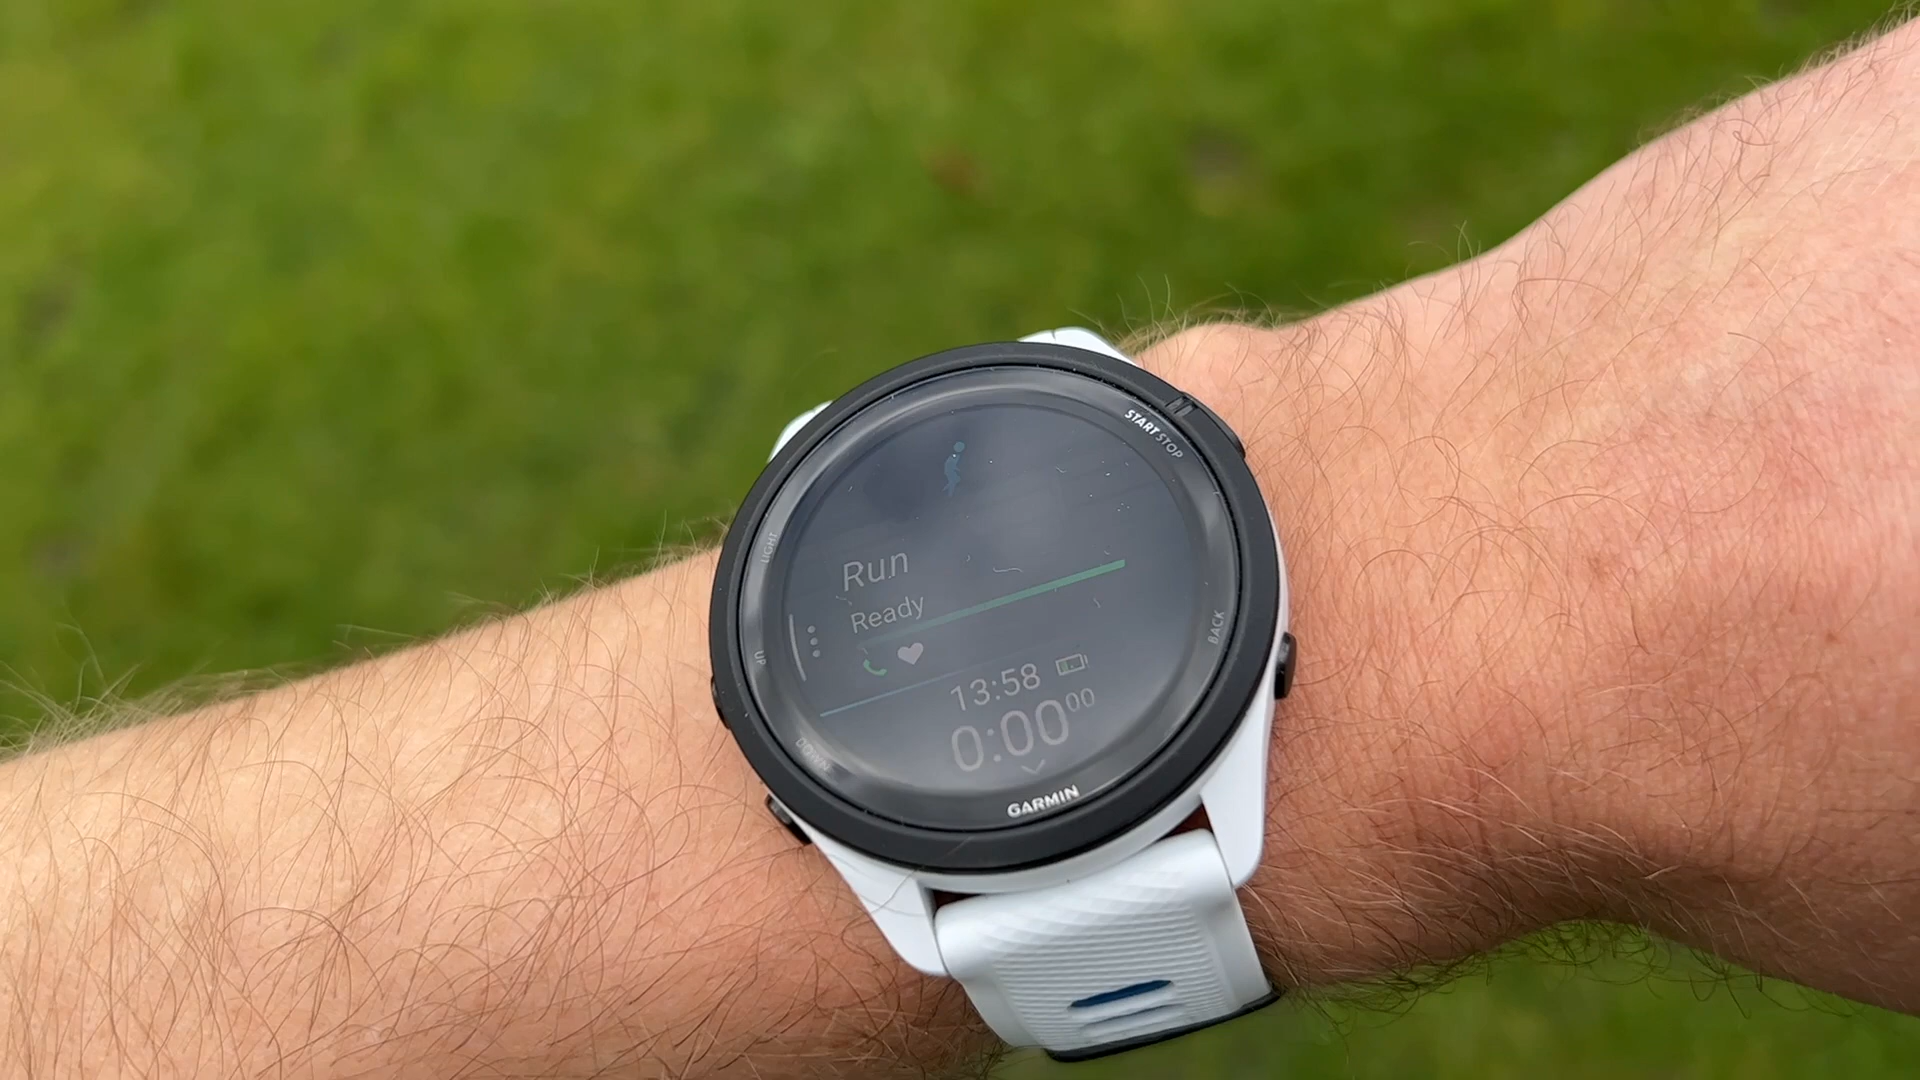 START STOP
LIGHT
Run
Ready
UP
BACK
13:58
0:00⁰⁰
DOWN
GARMIN